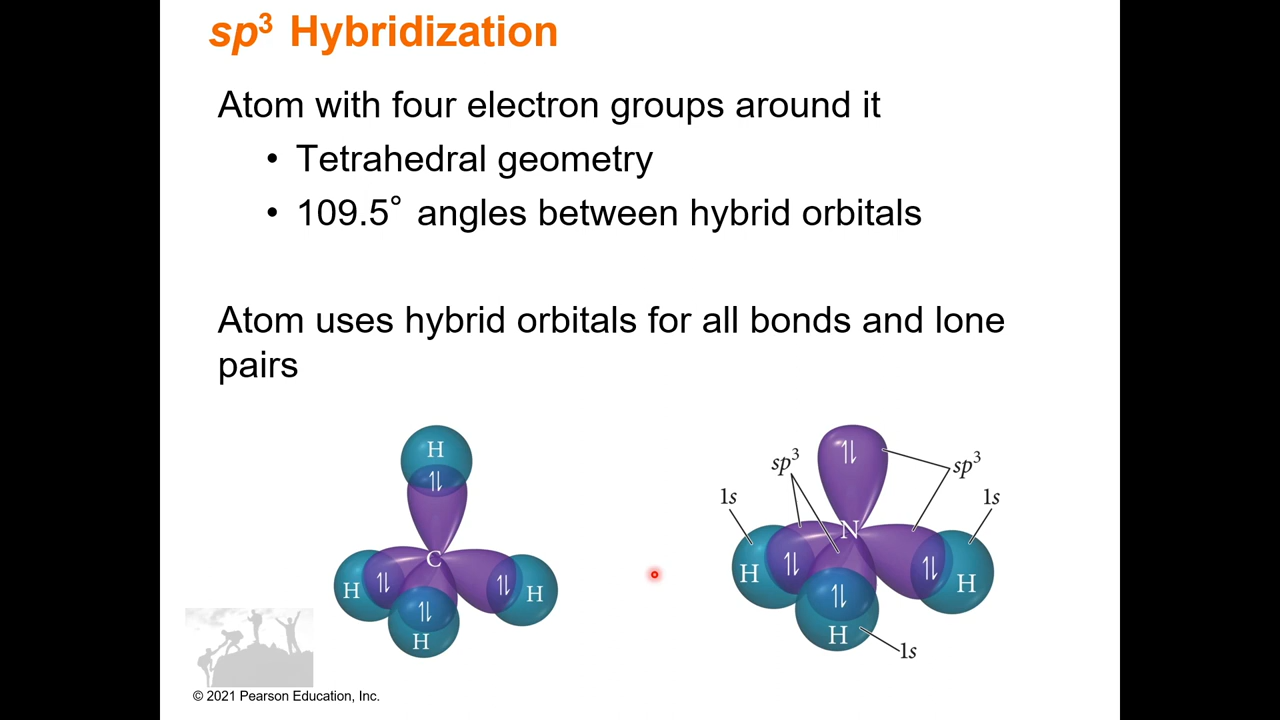 sp³ Hybridization
Atom with four electron groups around it
• Tetrahedral geometry
• 109.5° angles between hybrid orbitals
Atom uses hybrid orbitals for all bonds and lone
pairs
H
C
H
H
H
sp³
sp³
1s
1s
N
H
H
H
1s
© 2021 Pearson Education, Inc.